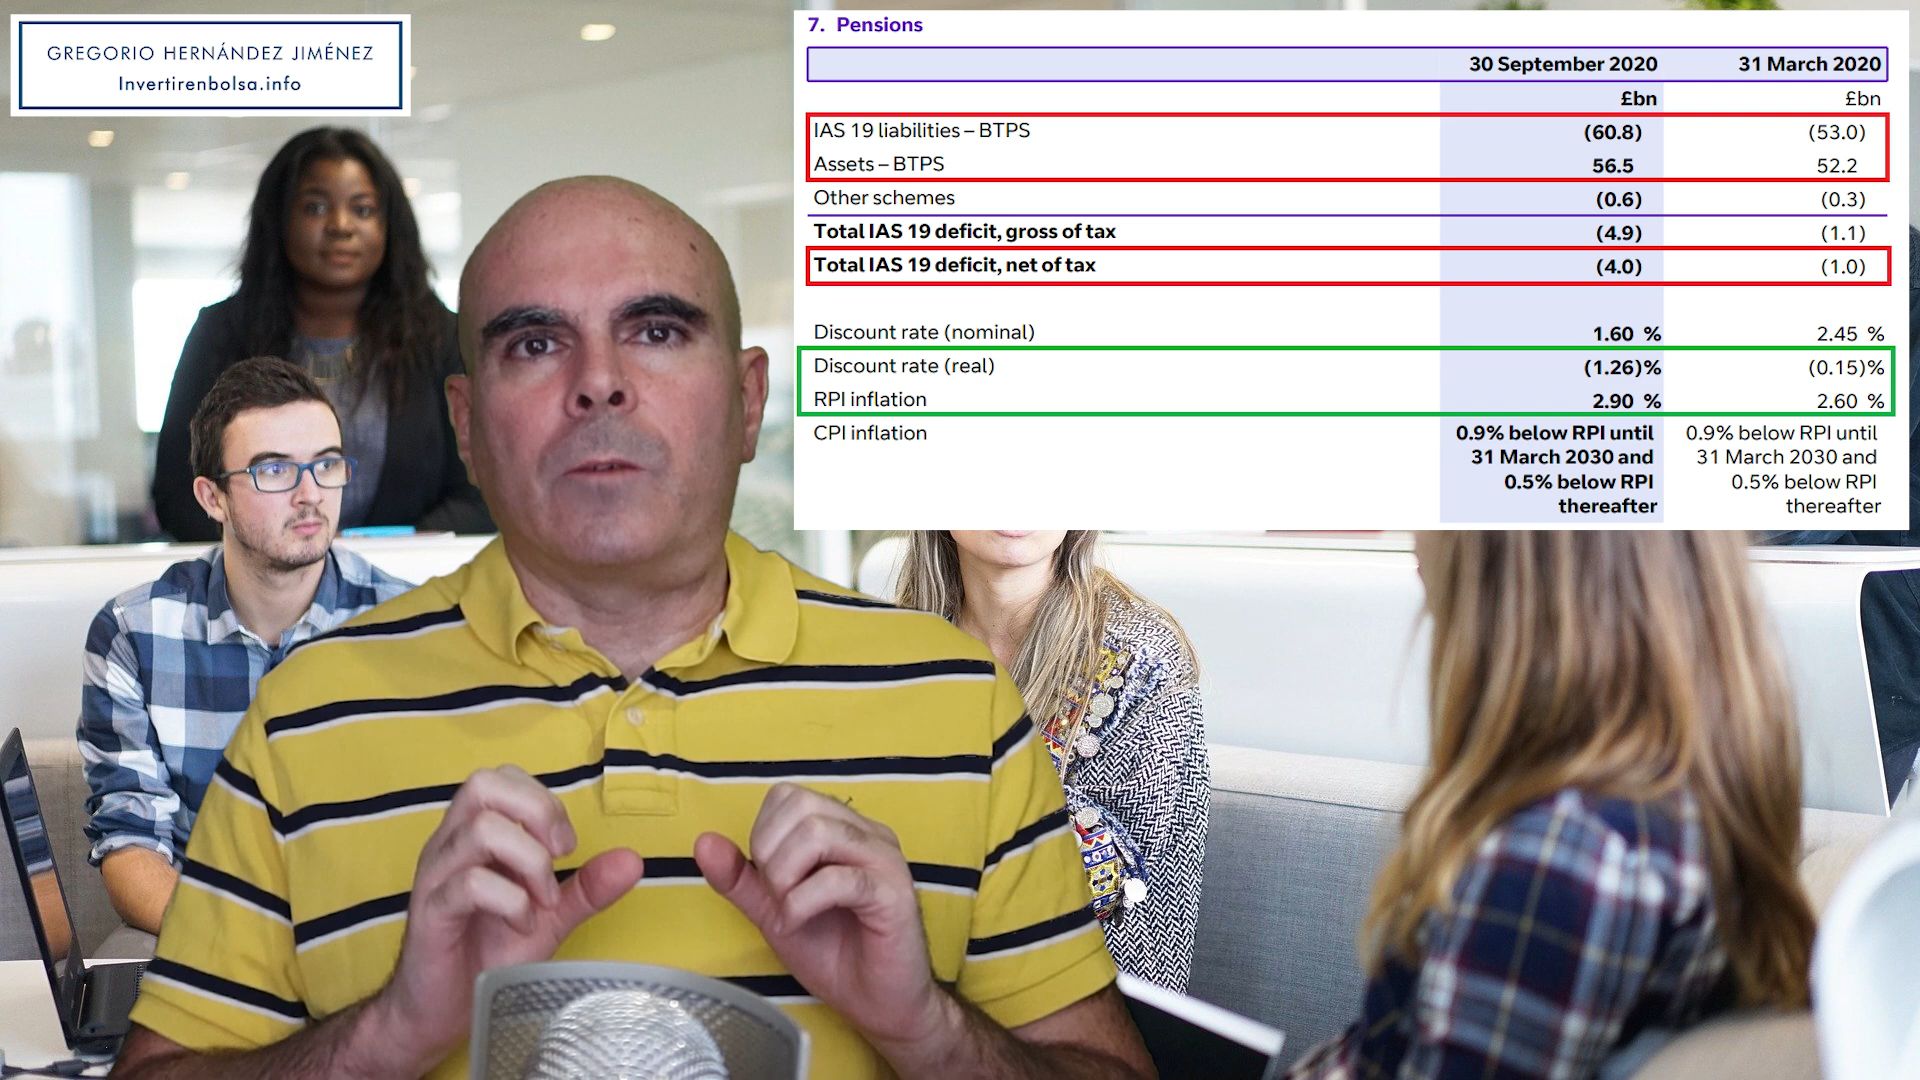 GREGORIO HERNÁNDEZ JIMÉNEZ
Invertirenbolsa.info
7. Pensions
30 September 2020 31 March 2020
£bn £bn
IAS 19 liabilities – BTPS (60.8) (53.0)
Assets – BTPS 56.5 52.2
Other schemes (0.6) (0.3)
Total IAS 19 deficit, gross of tax (4.9) (1.1)
Total IAS 19 deficit, net of tax (4.0) (1.0)
Discount rate (nominal) 1.60 % 2.45 %
Discount rate (real) (1.26)% (0.15)%
RPI inflation 2.90 % 2.60 %
CPI inflation 0.9% below RPI until 0.9% below RPI until
31 March 2030 and 31 March 2030 and
0.5% below RPI 0.5% below RPI
thereafter thereafter